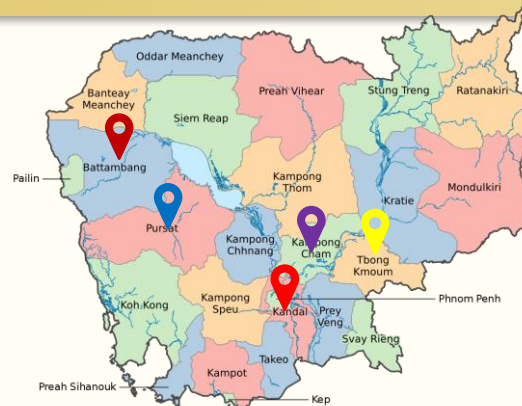 Oddar Meanchey
Banteay
Meanchey
Siem Reap
Preah Vihear
Stung Treng
Ratanakiri
Battambang
Pailin
Kampong
Thom
Kratie
Mondulkiri
Pursat
Kampong
Chhnang
Kampong
Cham
Tbong
Kmoum
Koh Kong
Kampong
Speu
Kandal
Prey
Veng
Phnom Penh
Svay Rieng
Takeo
Kampot
Preah Sihanouk
Kep